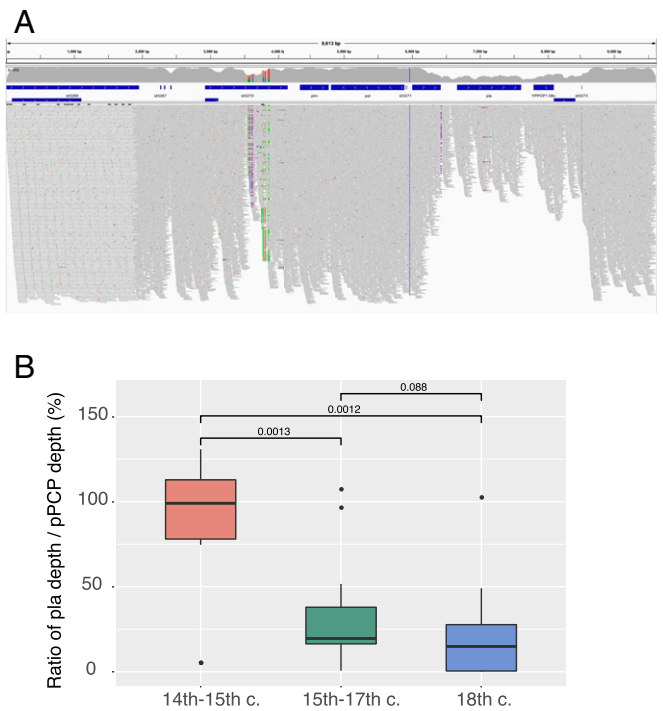 A
9,613 bp
1,000 bp 2,000 bp 3,000 bp 4,000 bp 5,000 bp 6,000 bp 7,000 bp 8,000 bp 9,000 bp
pim pst pla
B
Ratio of pla depth / pPCP depth (%)
0.088
0.0012
0.0013
150
100
50
0
14th-15th c. 15th-17th c. 18th c.